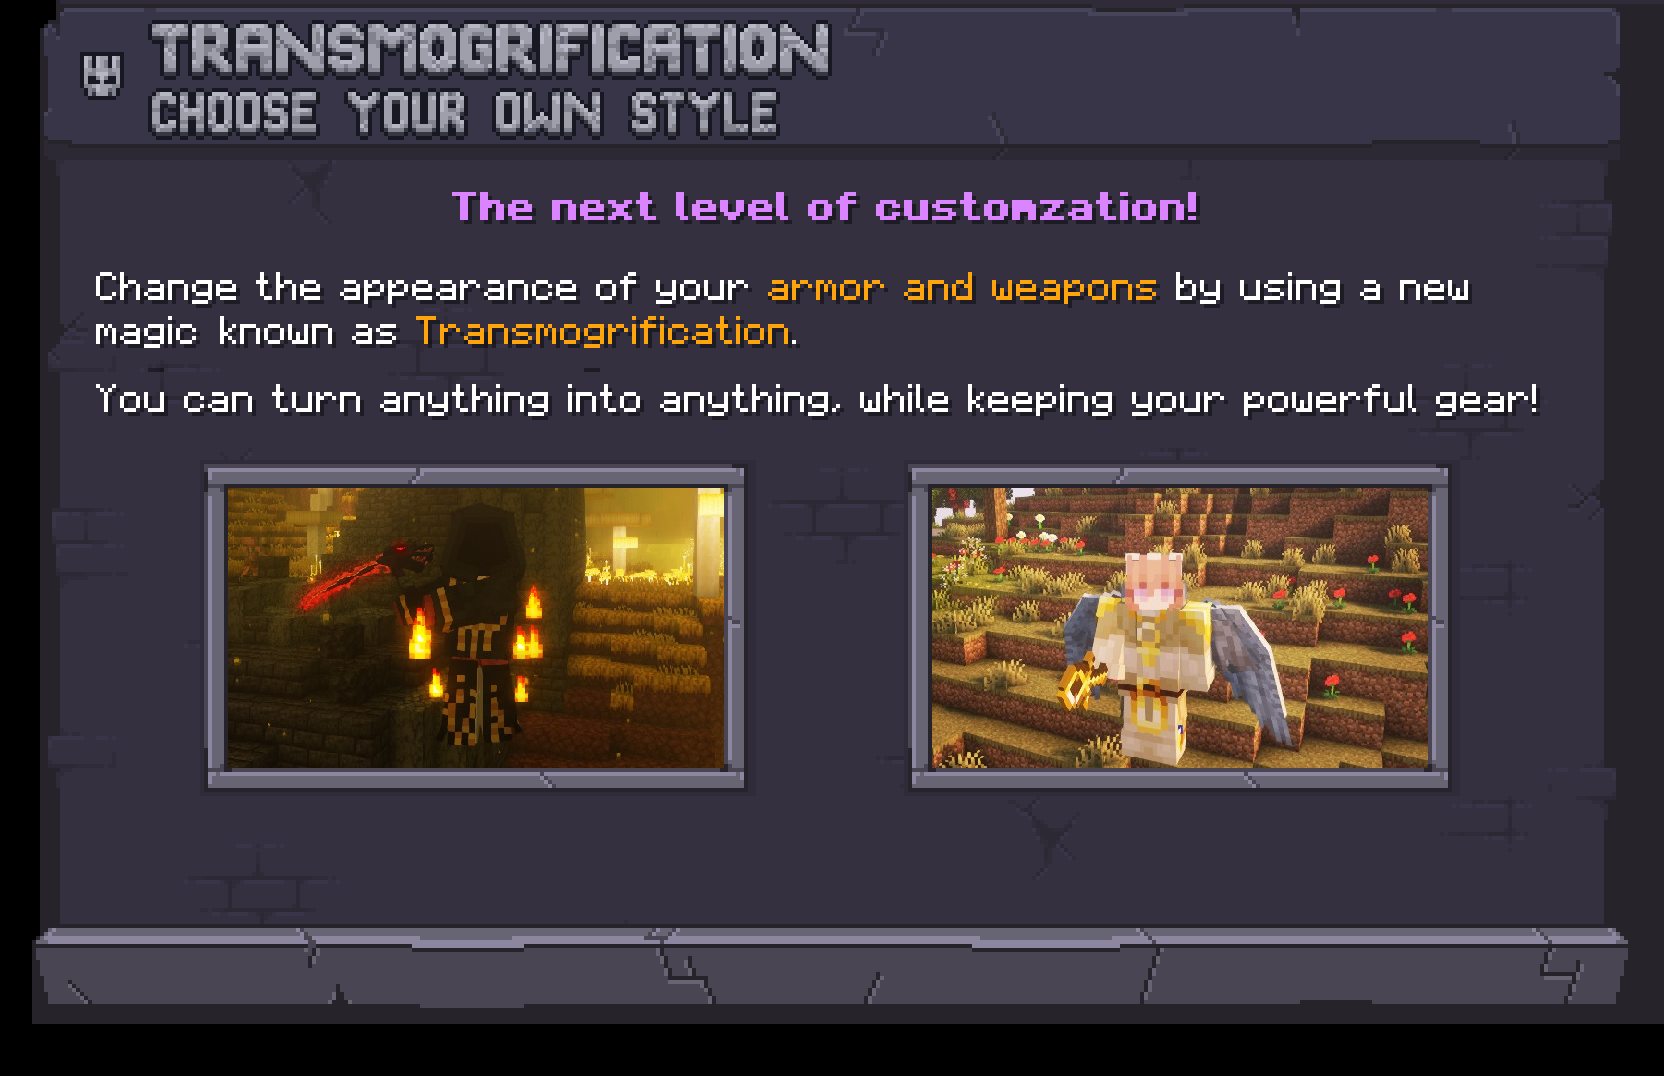 TRANSMOGRIFICATION
CHOOSE YOUR OWN STYLE
The next level of customzation!
Change the appearance of your armor and weapons by using a new
magic known as Transmogrification.
You can turn anything into anything, while keeping your powerful gear!